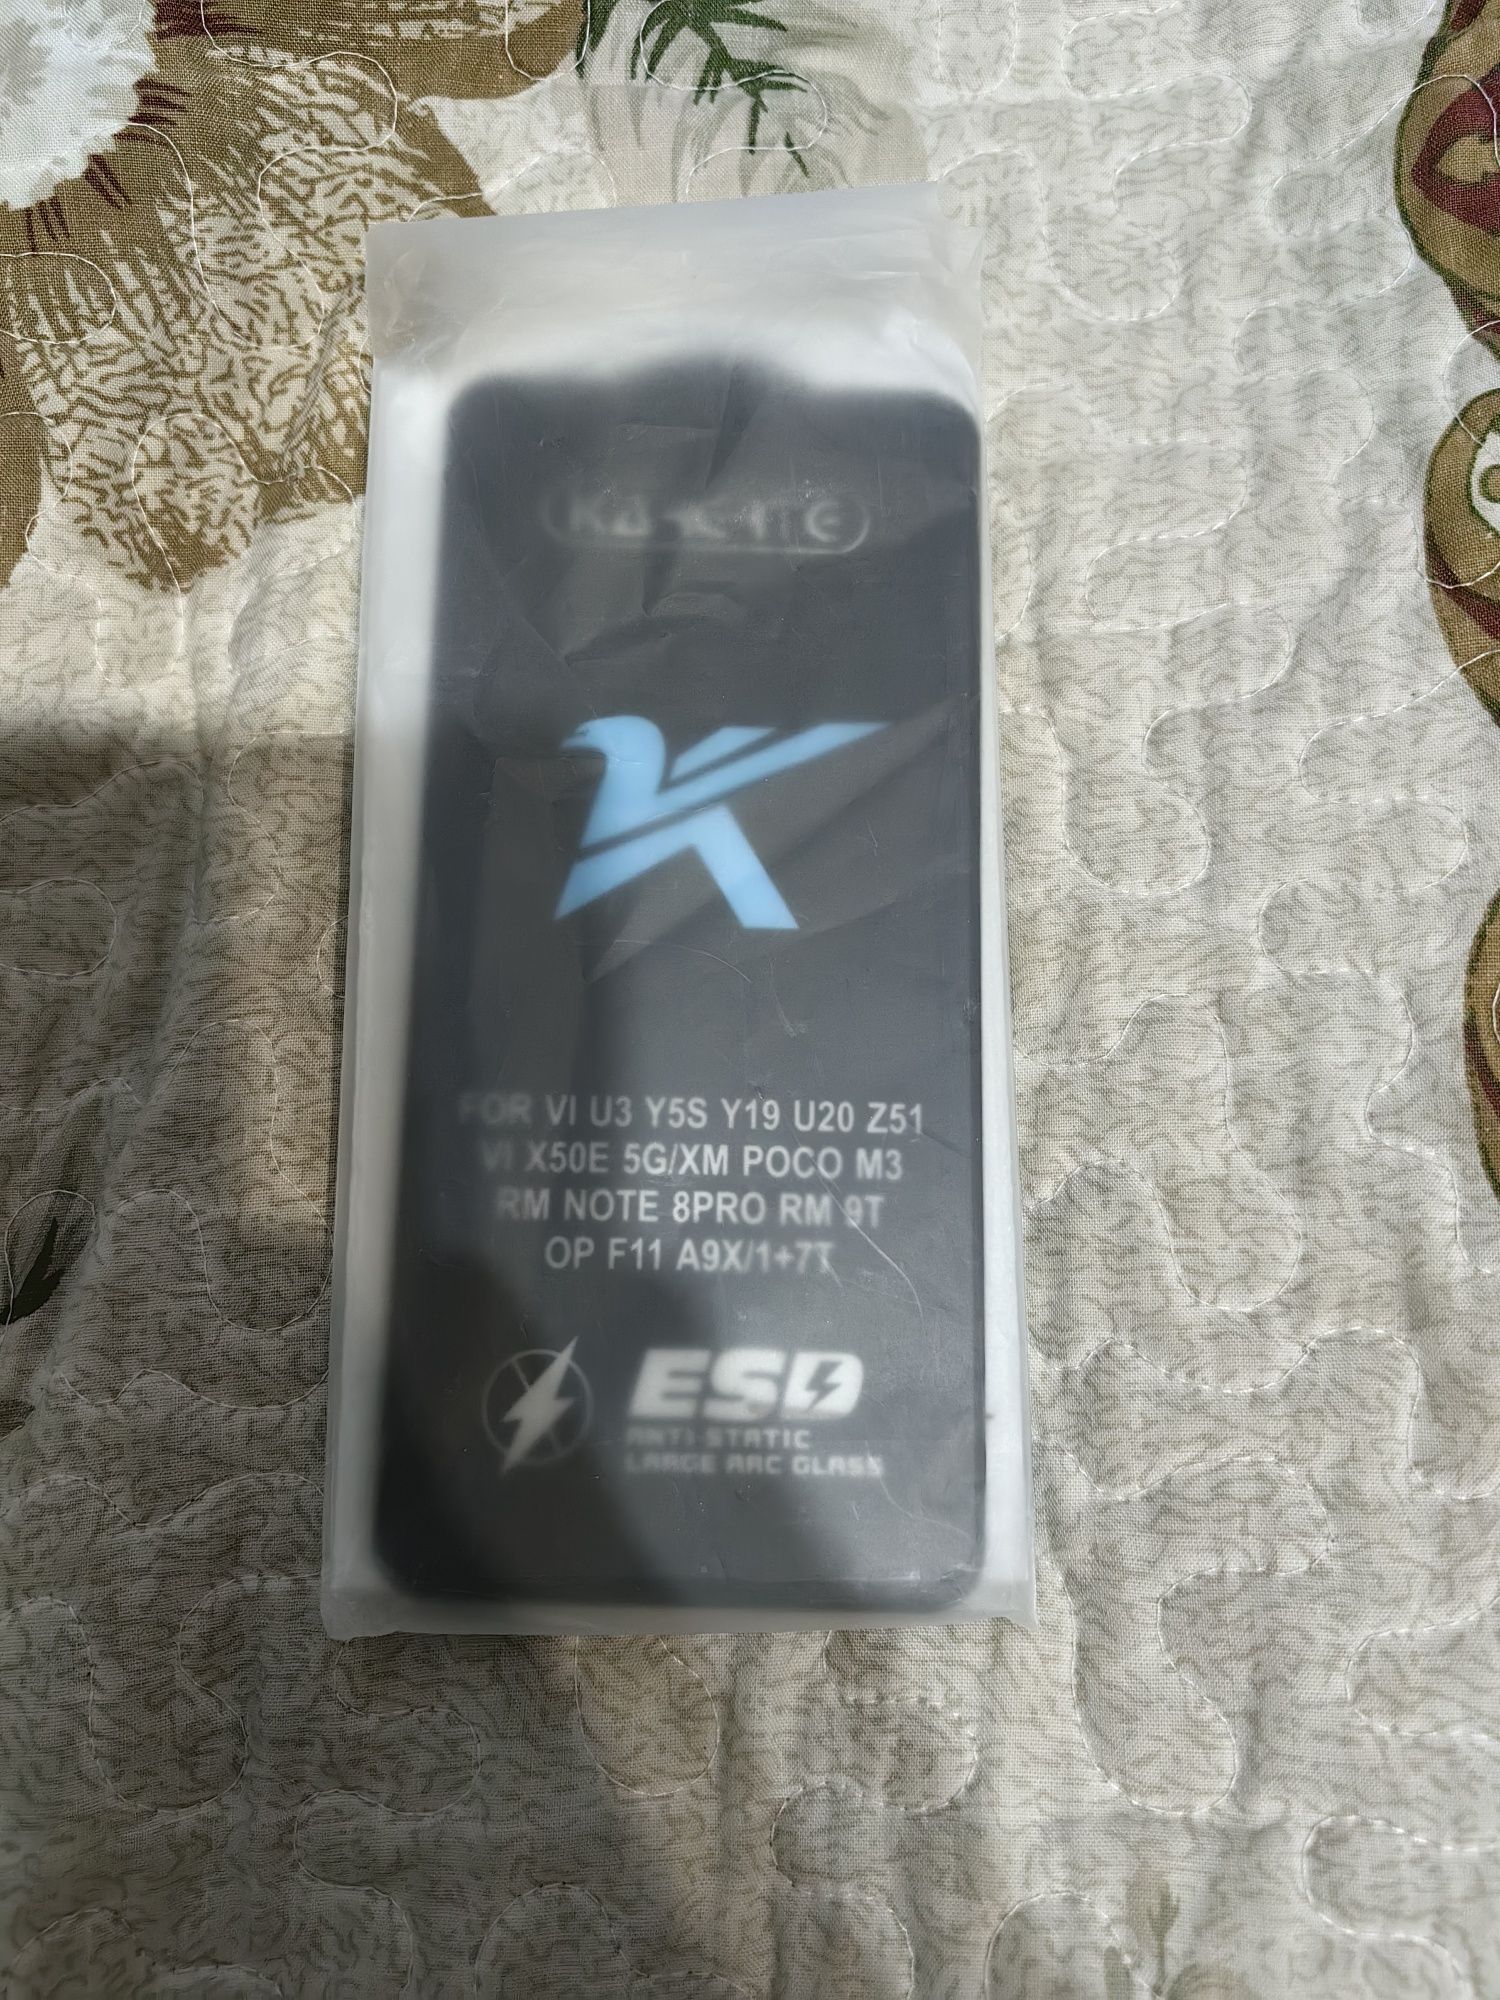 FOR VI U3 Y5S Y19 U20 Z51
VI X50E 5G/XM POCO M3
RM NOTE 8PRO RM 9T
OP F11 A9X/1+7T
ESD
ANTI-STATIC
LARGE ARC GLASS